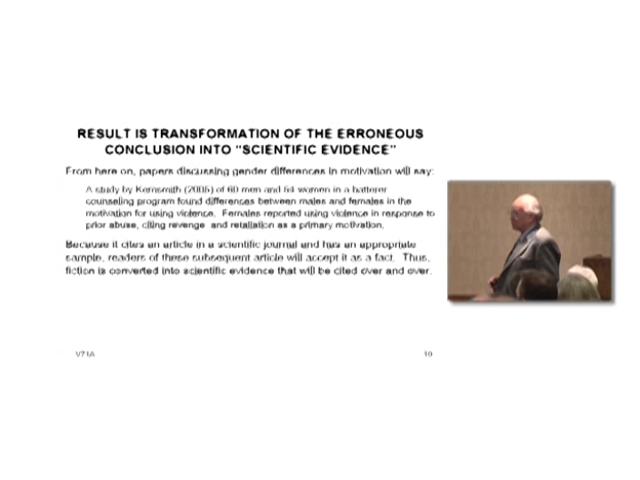 RESULT IS TRANSFORMATION OF THE ERRONEOUS
CONCLUSION INTO "SCIENTIFIC EVIDENCE"
From here on, papers discussing gender differences in motivation will say:
A study by Kernsmith (2005) of 60 men and 54 women in a batterer
counseling program found differences between males and females in the
motivation for using violence. Females reported using violence in response to
prior abuse, citing revenge and retaliation as a primary motivation.
Because it cites an article in a scientific journal and has an appropriate
sample, readers of these subsequent article will accept it as a fact. Thus,
fiction is converted into scientific evidence that will be cited over and over.
V71A